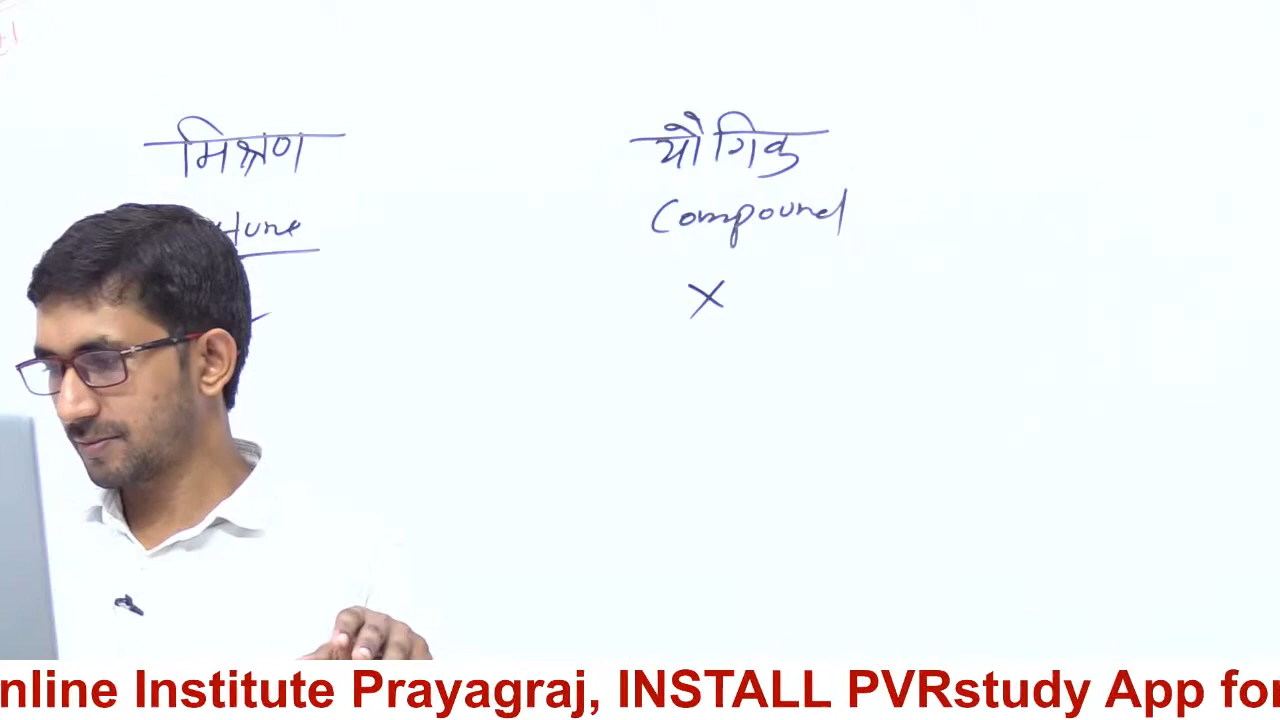 मिश्रण
यौगिक
Compound
X
nline Institute Prayagraj, INSTALL PVRstudy App for